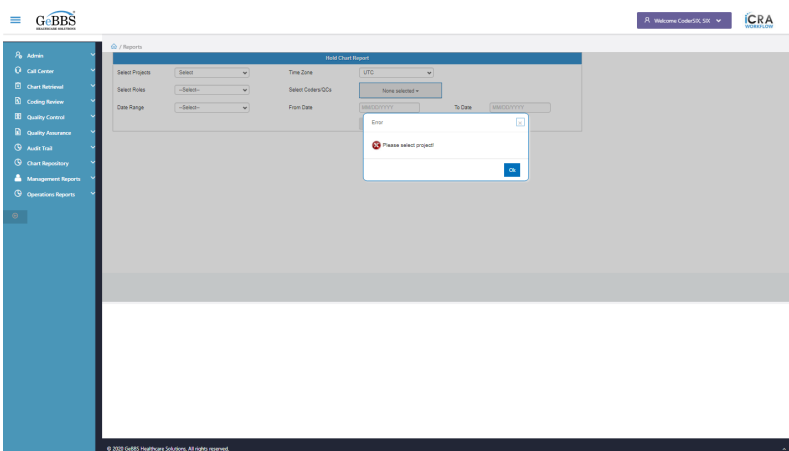 GeBBS
HEALTHCARE SOLUTIONS
Welcome CoderSIX, SIX
iCRA
WORKFLOW
/ Reports
Admin
Call Center
Chart Retrieval
Coding Review
Quality Control
Quality Assurance
Audit Trail
Chart Repository
Management Reports
Operations Reports
Hold Chart Report
Select Projects Select Time Zone UTC
Select Roles --Select-- Select Coders/QCs None selected
Date Range --Select-- From Date MM/DD/YYYY To Date MM/DD/YYYY
Error x
Please select project!
Ok
© 2020 GeBBS Healthcare Solutions. All rights reserved.